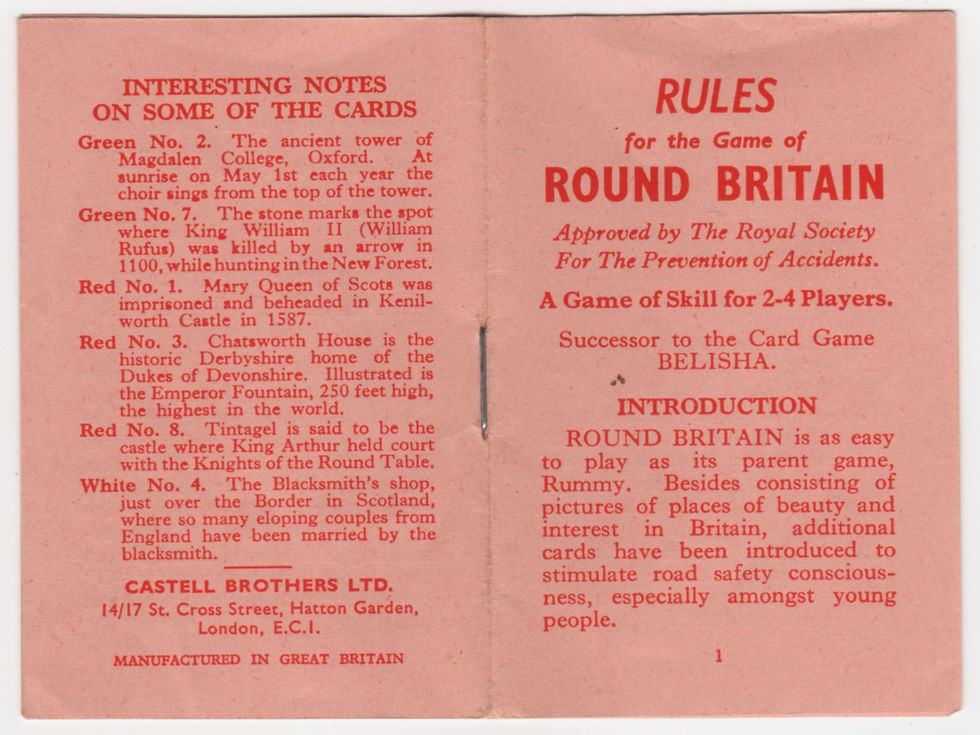 INTERESTING NOTES
ON SOME OF THE CARDS
Green No. 2. The ancient tower of
Magdalen College, Oxford. At
sunrise on May 1st each year the
choir sings from the top of the tower.
Green No. 7. The stone marks the spot
where King William II (William
Rufus) was killed by an arrow in
1100, while hunting in the New Forest.
Red No. 1. Mary Queen of Scots was
imprisoned and beheaded in Kenil-
worth Castle in 1587.
Red No. 3. Chatsworth House is the
historic Derbyshire home of the
Dukes of Devonshire. Illustrated is
the Emperor Fountain, 250 feet high,
the highest in the world.
Red No. 8. Tintagel is said to be the
castle where King Arthur held court
with the Knights of the Round Table.
White No. 4. The Blacksmith's shop,
just over the Border in Scotland,
where so many eloping couples from
England have been married by the
blacksmith.
CASTELL BROTHERS LTD.
14/17 St. Cross Street, Hatton Garden,
London, E.C.1.
MANUFACTURED IN GREAT BRITAIN
RULES
for the Game of
ROUND BRITAIN
Approved by The Royal Society
For The Prevention of Accidents.
A Game of Skill for 2-4 Players.
Successor to the Card Game
BELISHA.
INTRODUCTION
ROUND BRITAIN is as easy
to play as its parent game,
Rummy. Besides consisting of
pictures of places of beauty and
interest in Britain, additional
cards have been introduced to
stimulate road safety conscious-
ness, especially amongst young
people.
1